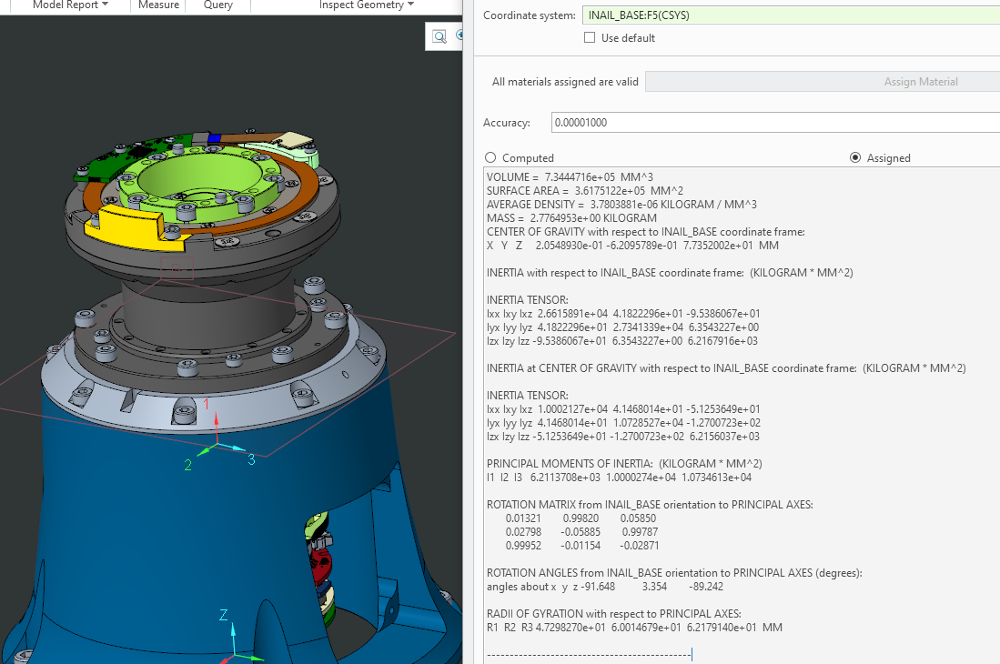 Model Report
Measure
Query
Inspect Geometry
Coordinate system: INAIL_BASE:F5(CSYS)
Use default
All materials assigned are valid
Assign Material
Accuracy: 0.00001000
Computed
Assigned
VOLUME = 7.3444716e+05 MM^3
SURFACE AREA = 3.6175122e+05 MM^2
AVERAGE DENSITY = 3.7803881e-06 KILOGRAM / MM^3
MASS = 2.7764953e+00 KILOGRAM
CENTER OF GRAVITY with respect to INAIL_BASE coordinate frame:
X Y Z 2.0548930e-01 -6.2095789e-01 7.7352002e+01 MM
INERTIA with respect to INAIL_BASE coordinate frame: (KILOGRAM * MM^2)
INERTIA TENSOR:
Ixx Ixy Ixz 2.6615891e+04 4.1822296e+01 -9.5386067e+01
Iyx Iyy Iyz 4.1822296e+01 2.7341339e+04 6.3543227e+00
Izx Izy Izz -9.5386067e+01 6.3543227e+00 6.2167916e+03
INERTIA at CENTER OF GRAVITY with respect to INAIL_BASE coordinate frame: (KILOGRAM * MM^2)
INERTIA TENSOR:
Ixx Ixy Ixz 1.0002127e+04 4.1468014e+01 -5.1253649e+01
Iyx Iyy Iyz 4.1468014e+01 1.0728527e+04 -1.2700723e+02
Izx Izy Izz -5.1253649e+01 -1.2700723e+02 6.2156037e+03
PRINCIPAL MOMENTS OF INERTIA: (KILOGRAM * MM^2)
I1 I2 I3 6.2113708e+03 1.0000274e+04 1.0734613e+04
ROTATION MATRIX from INAIL_BASE orientation to PRINCIPAL AXES:
0.01321 0.99820 0.05850
0.02798 -0.05885 0.99787
0.99952 -0.01154 -0.02871
ROTATION ANGLES from INAIL_BASE orientation to PRINCIPAL AXES (degrees):
angles about x y z -91.648 3.354 -89.242
RADII OF GYRATION with respect to PRINCIPAL AXES:
R1 R2 R3 4.7298270e+01 6.0014679e+01 6.2179140e+01 MM
---------------------------------------------
1
2
3
Z